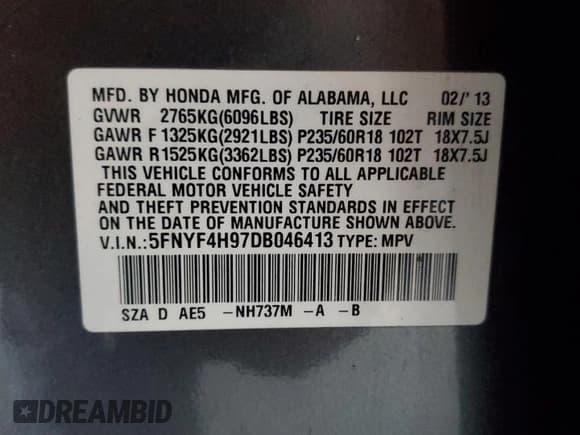 MFD. BY HONDA MFG. OF ALABAMA, LLC 02/'13
GVWR 2765KG(6096LBS) TIRE SIZE RIM SIZE
GAWR F 1325KG(2921LBS) P235/60R18 102T 18X7.5J
GAWR R 1525KG(3362LBS) P235/60R18 102T 18X7.5J
THIS VEHICLE CONFORMS TO ALL APPLICABLE
FEDERAL MOTOR VEHICLE SAFETY
AND THEFT PREVENTION STANDARDS IN EFFECT
ON THE DATE OF MANUFACTURE SHOWN ABOVE.
V.I.N.:5FNYF4H97DB046413 TYPE: MPV
SZA D AE5 -NH737M -A -B
DREAMBID